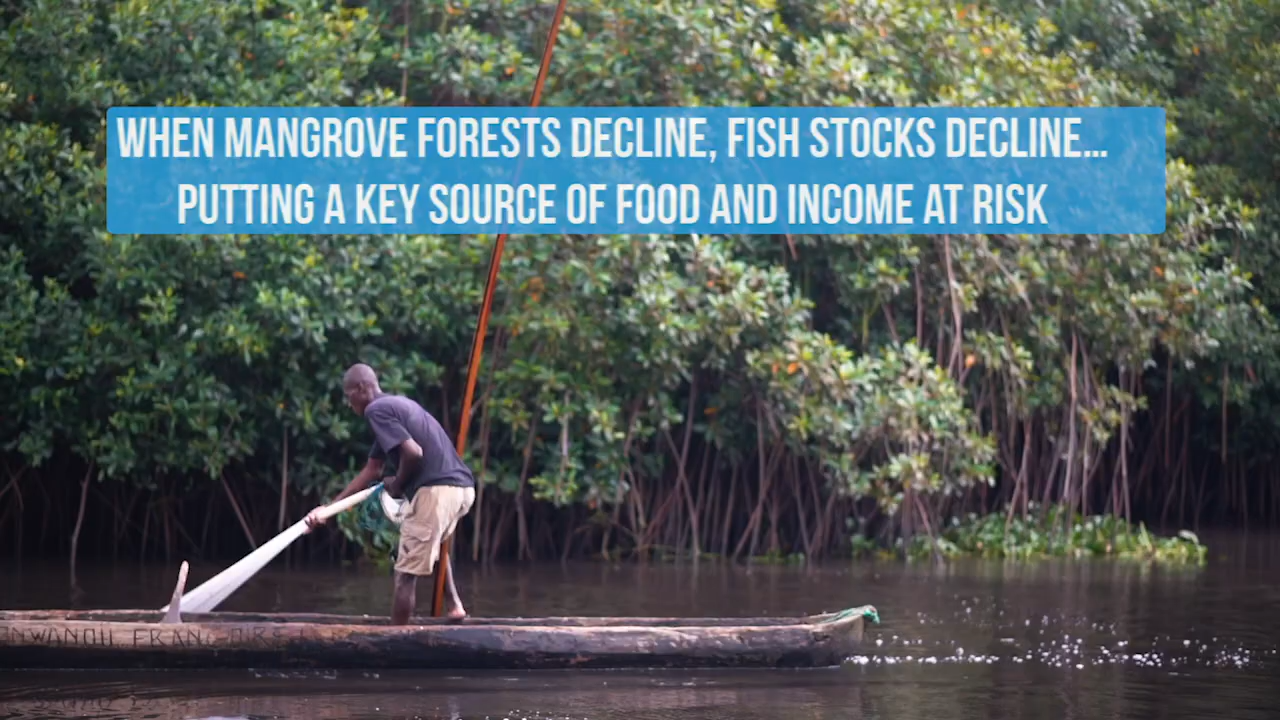 WHEN MANGROVE FORESTS DECLINE, FISH STOCKS DECLINE...
PUTTING A KEY SOURCE OF FOOD AND INCOME AT RISK